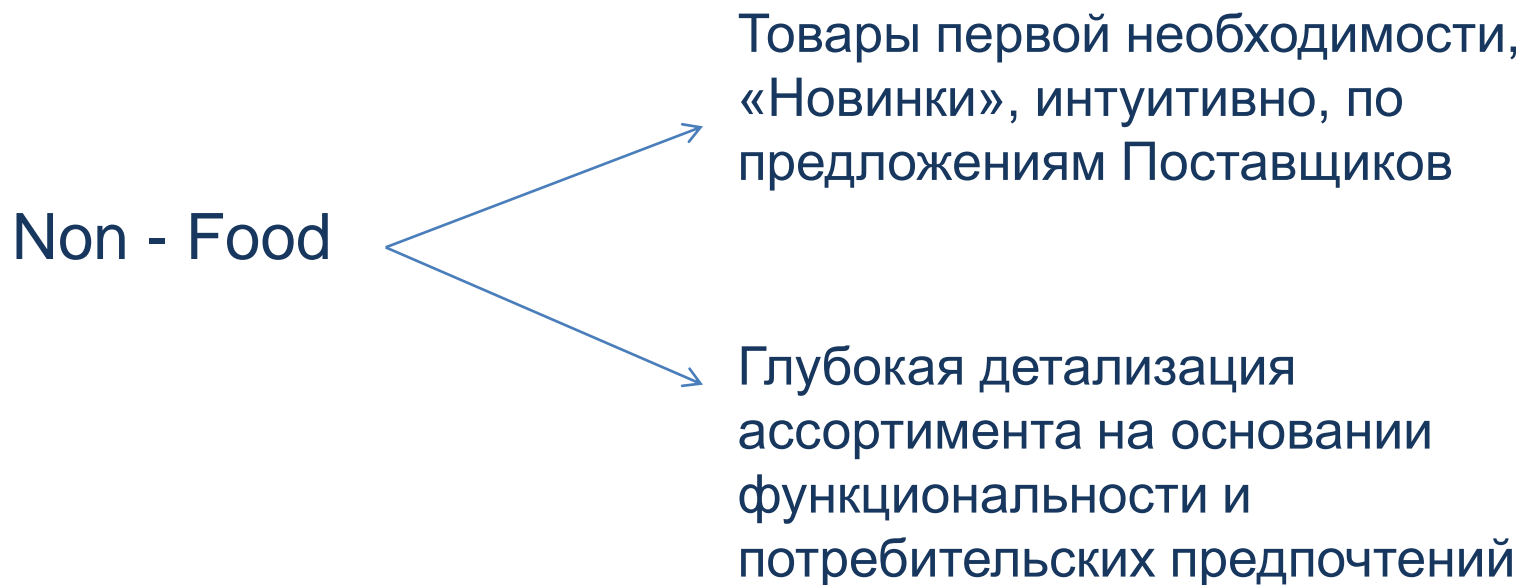 Товары первой необходимости,
«Новинки», интуитивно, по
предложениям Поставщиков
Non - Food
Глубокая детализация
ассортимента на основании
функциональности и
потребительских предпочтений